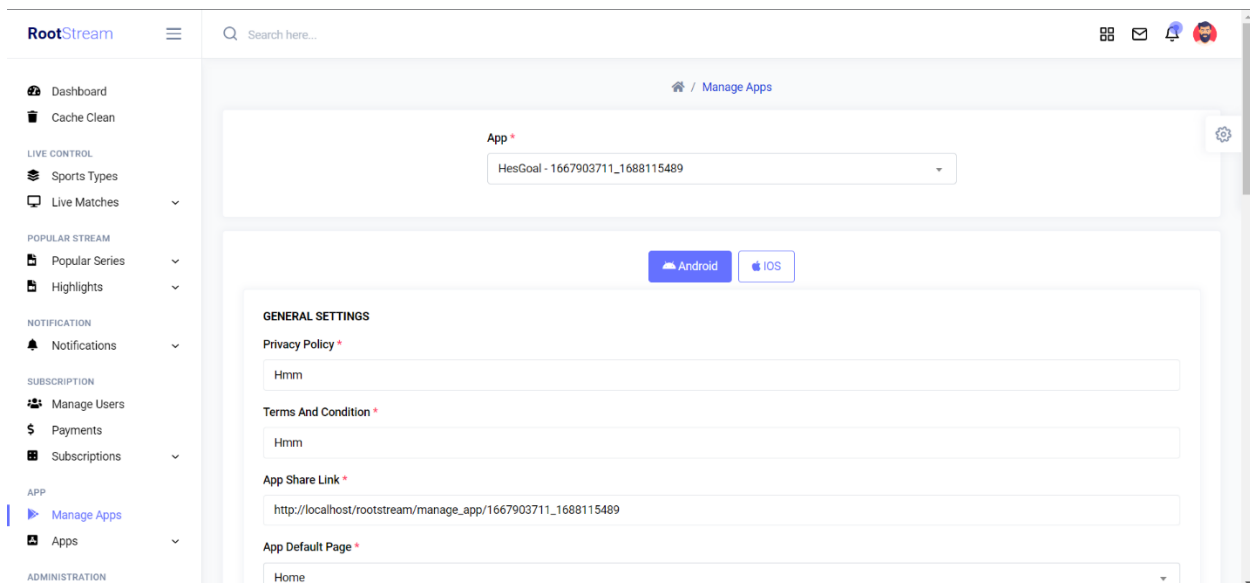 RootStream
Search here...
Dashboard
Cache Clean
LIVE CONTROL
Sports Types
Live Matches
POPULAR STREAM
Popular Series
Highlights
NOTIFICATION
Notifications
SUBSCRIPTION
Manage Users
Payments
Subscriptions
APP
Manage Apps
Apps
ADMINISTRATION
/ Manage Apps
App *
HesGoal - 1667903711_1688115489
Android
IOS
GENERAL SETTINGS
Privacy Policy *
Hmm
Terms And Condition *
Hmm
App Share Link *
http://localhost/rootstream/manage_app/1667903711_1688115489
App Default Page *
Home